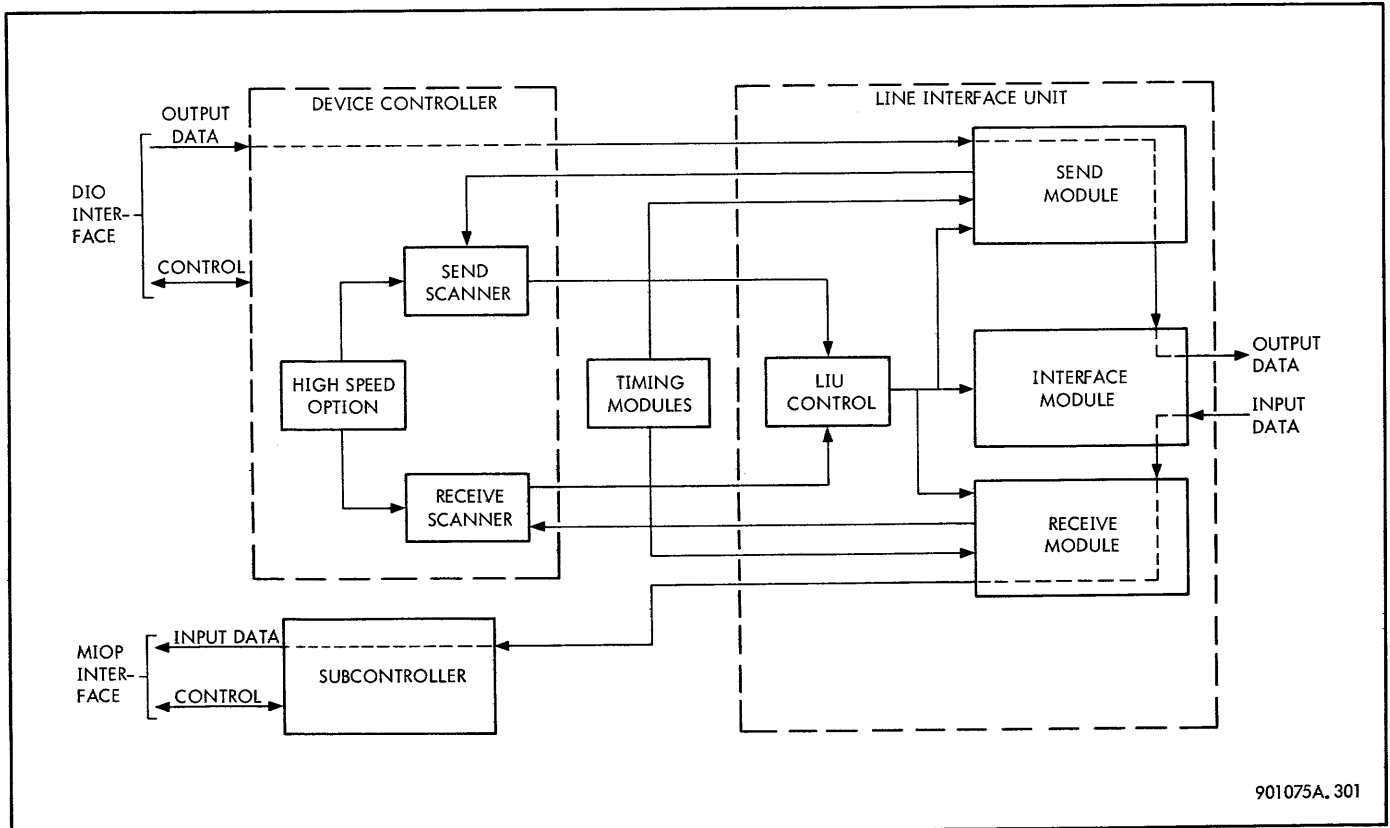 DEVICE CONTROLLER
LINE INTERFACE UNIT
OUTPUT
DATA
DIO
INTER-
FACE
CONTROL
SEND
MODULE
SEND
SCANNER
HIGH SPEED
OPTION
TIMING
MODULES
LIU
CONTROL
INTERFACE
MODULE
OUTPUT
DATA
INPUT
DATA
RECEIVE
SCANNER
RECEIVE
MODULE
MIOP
INTER-
FACE
INPUT DATA
CONTROL
SUBCONTROLLER
901075A. 301